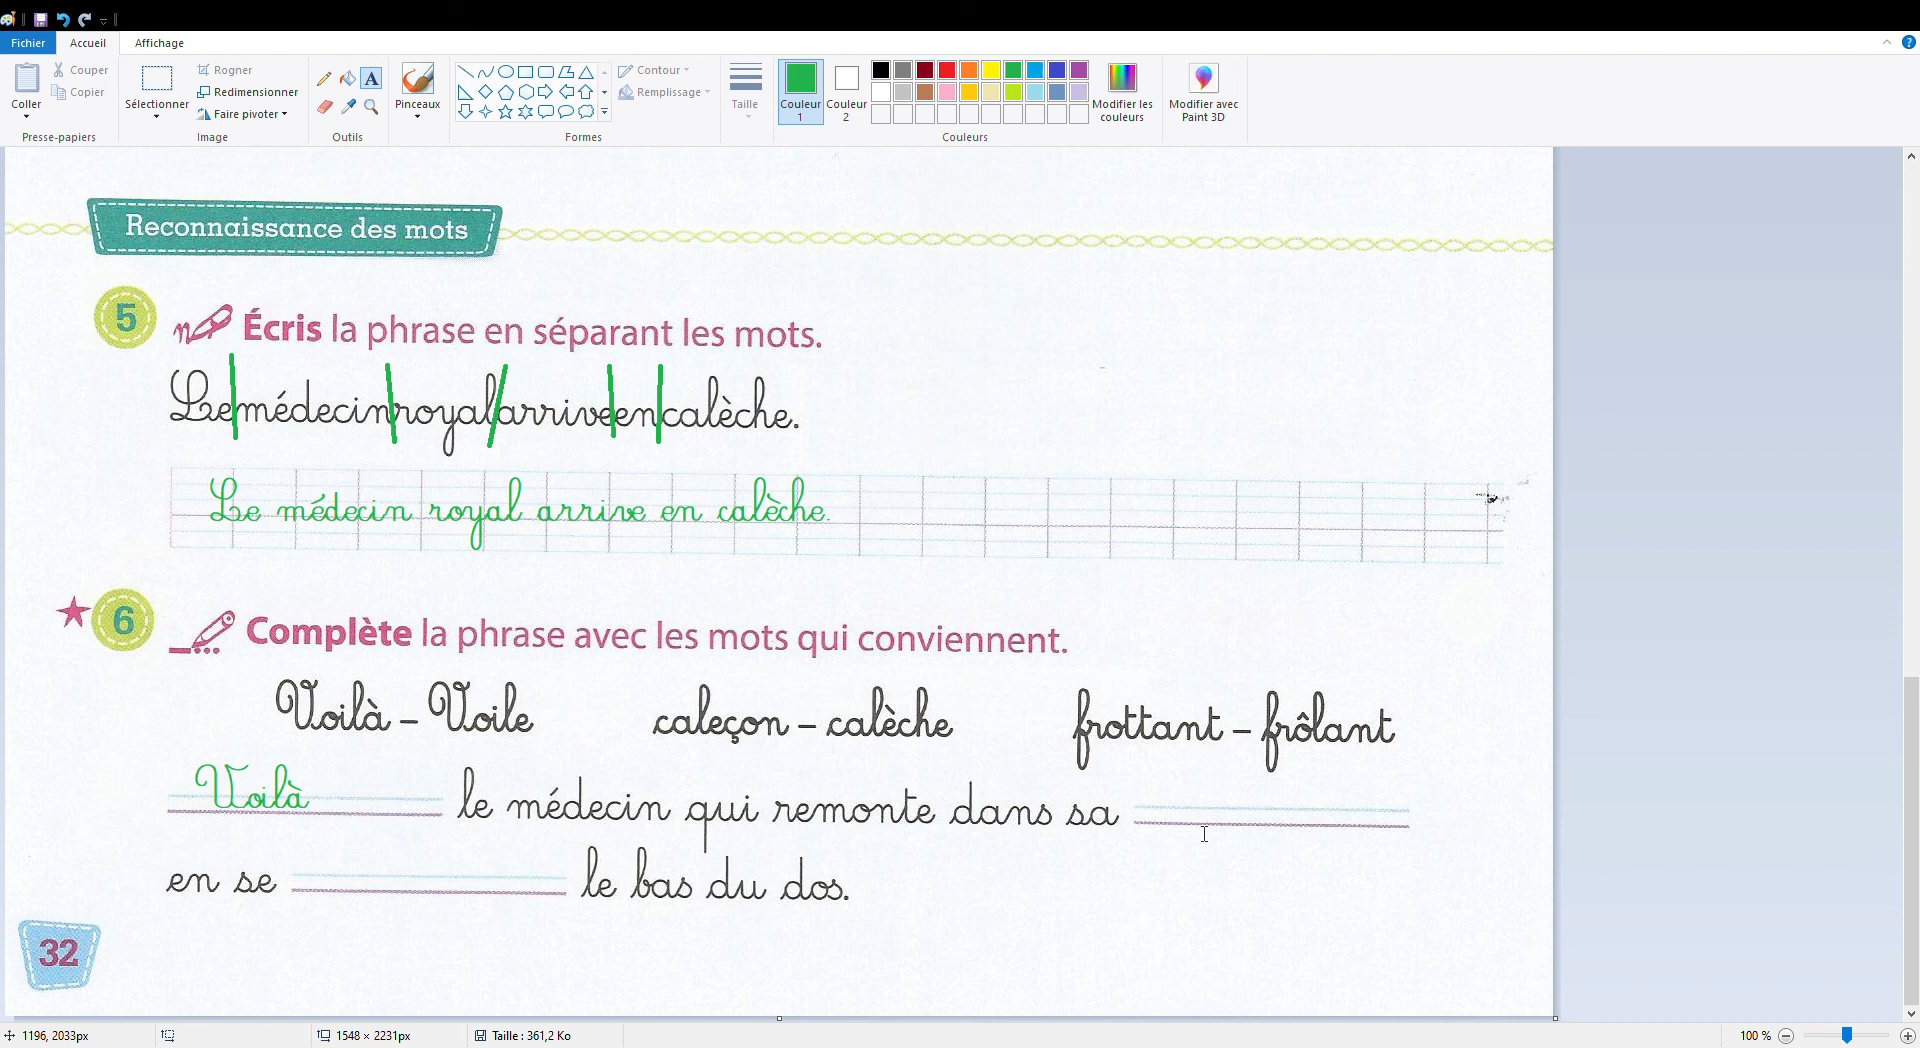 Fichier Accueil Affichage
Coller Couper Copier Presse-papiers
Sélectionner Rogner Redimensionner Faire pivoter Image
Outils
Pinceaux
Contour Remplissage Formes
Taille
Couleur 1 Couleur 2 Modifier les couleurs Couleurs
Modifier avec Paint 3D
Reconnaissance des mots
5 Écris la phrase en séparant les mots.
Lemédecinroyalarriveencalèche.
Le médecin royal arrive en calèche.
6 Complète la phrase avec les mots qui conviennent.
Voilà – Voile caleçon – calèche frottant – frôlant
Voilà le médecin qui remonte dans sa
en se le bas du dos.
32
1196, 2033px 1548 × 2231px Taille : 361,2 Ko 100 %